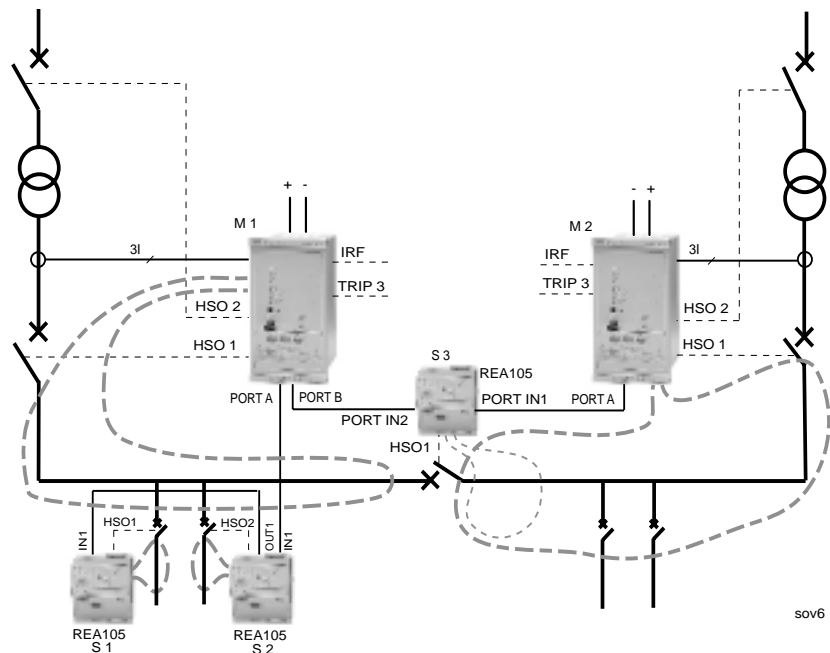 + -
- +
M 1
M 2
3I
IRF
IRF
3I
TRIP 3
TRIP 3
HSO 2
HSO 2
HSO 1
HSO 1
S 3
REA105
PORT A
PORT B
PORT IN2
PORT IN1
PORT A
HSO1
IN1
HSO1
HSO2
OUT1
IN1
REA105
S 1
REA105
S 2
sov6